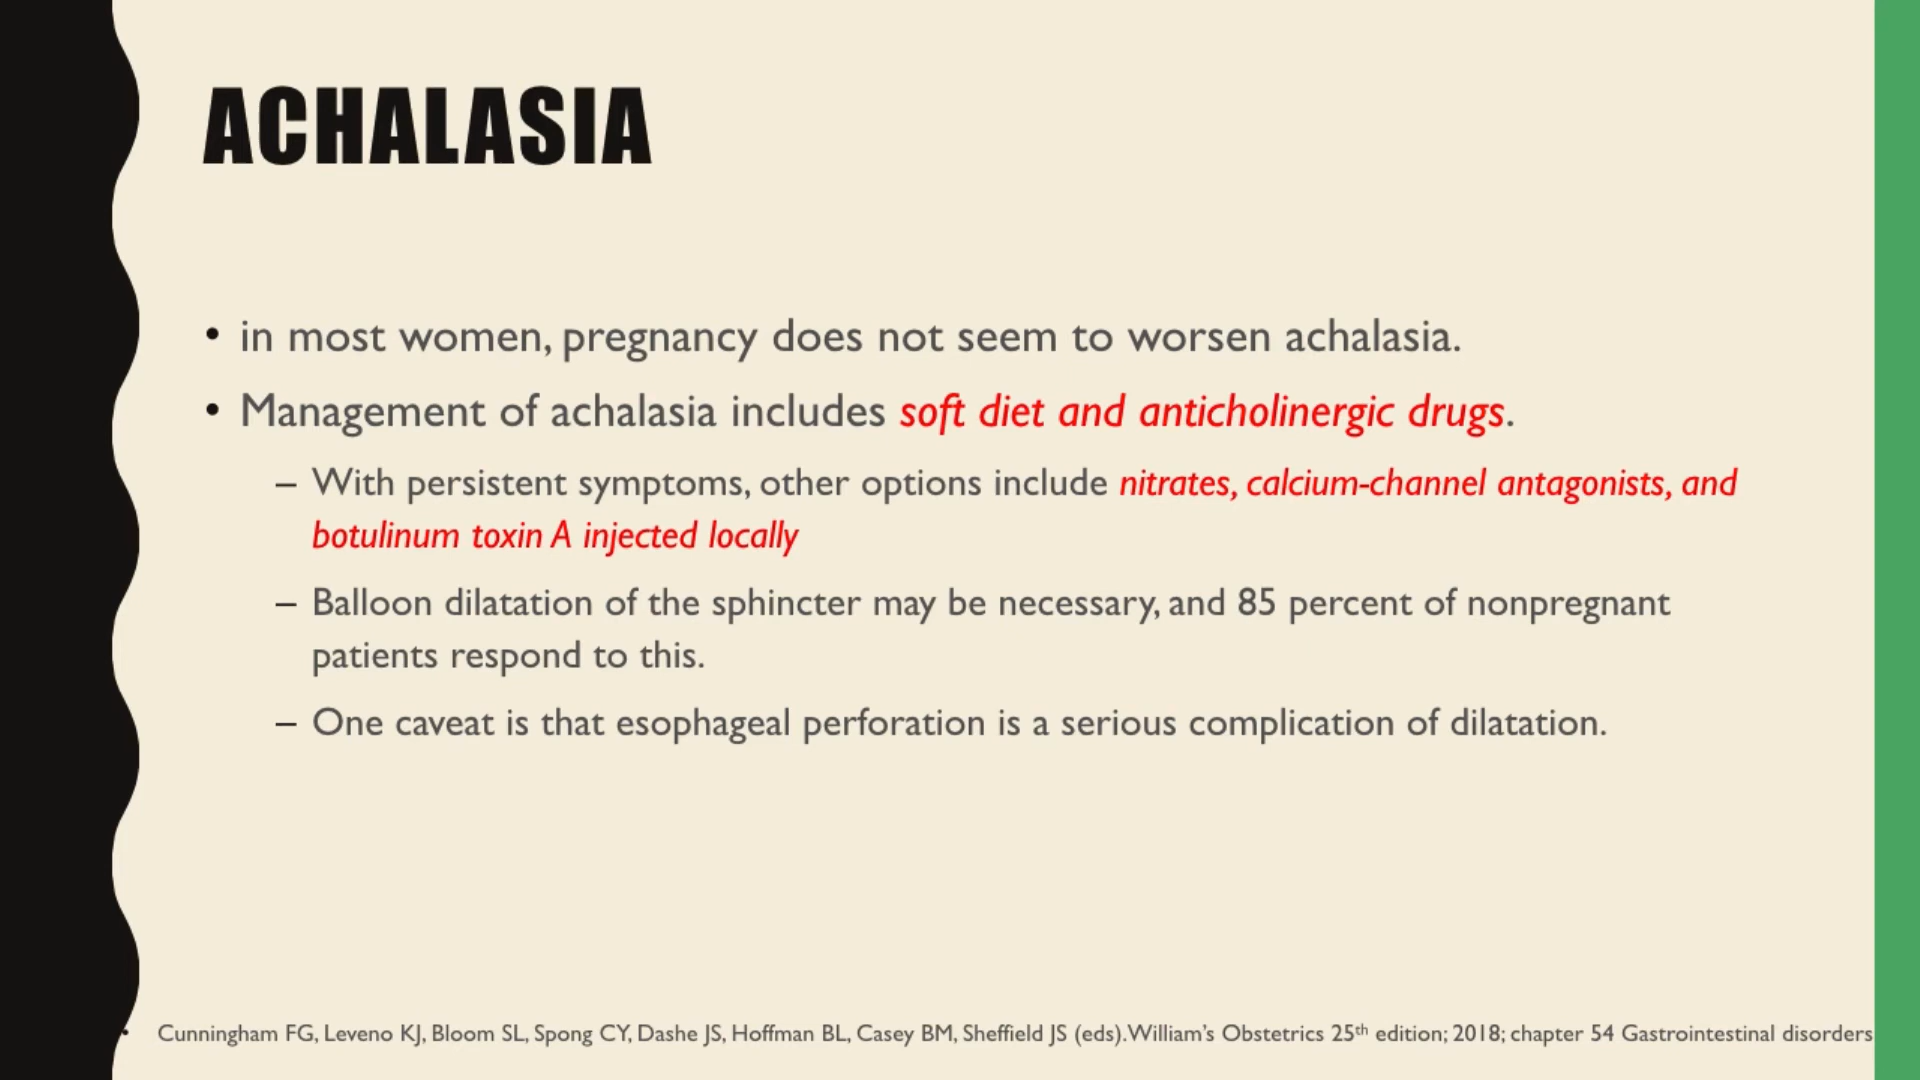 ACHALASIA
• in most women, pregnancy does not seem to worsen achalasia.
• Management of achalasia includes soft diet and anticholinergic drugs.
– With persistent symptoms, other options include nitrates, calcium-channel antagonists, and
botulinum toxin A injected locally
– Balloon dilatation of the sphincter may be necessary, and 85 percent of nonpregnant
patients respond to this.
– One caveat is that esophageal perforation is a serious complication of dilatation.
• Cunningham FG, Leveno KJ, Bloom SL, Spong CY, Dashe JS, Hoffman BL, Casey BM, Sheffield JS (eds).William's Obstetrics 25th edition; 2018; chapter 54 Gastrointestinal disorders